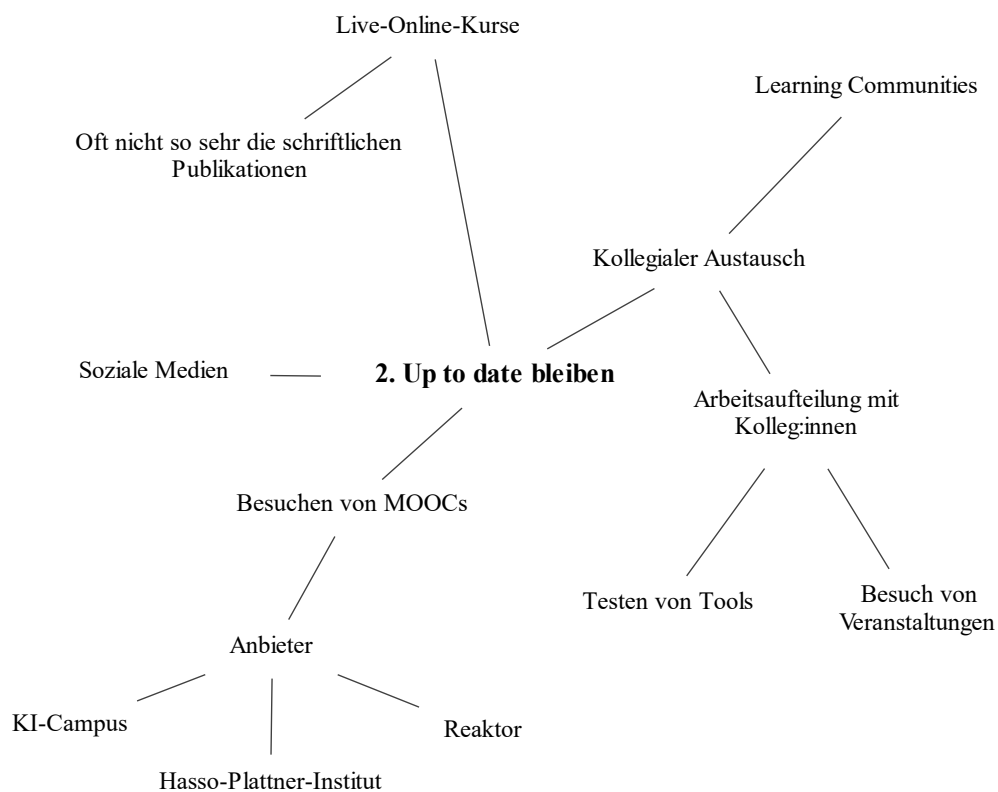 Live-Online-Kurse
Learning Communities
Oft nicht so sehr die schriftlichen
Publikationen
Kollegialer Austausch
Soziale Medien
2. Up to date bleiben
Arbeitsaufteilung mit
Kolleg:innen
Besuchen von MOOCs
Testen von Tools
Besuch von
Veranstaltungen
Anbieter
KI-Campus
Reaktor
Hasso-Plattner-Institut